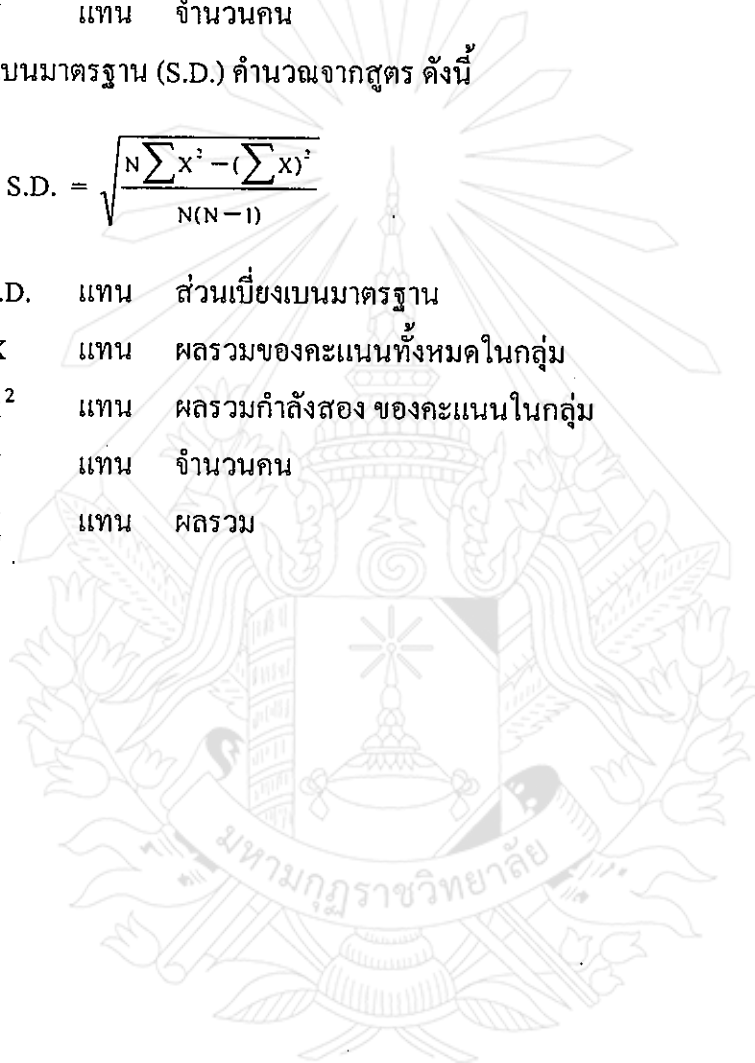 แทน จำนวนคน
บนมาตรฐาน (S.D.) คำนวณจากสูตร ดังนี้
S.D. = √ N∑X² − (∑X)² / N(N − 1)
.D. แทน ส่วนเบี่ยงเบนมาตรฐาน
X แทน ผลรวมของคะแนนทั้งหมดในกลุ่ม
² แทน ผลรวมกำลังสอง ของคะแนนในกลุ่ม
แทน จำนวนคน
แทน ผลรวม
มหามกุฏราชวิทยาลัย